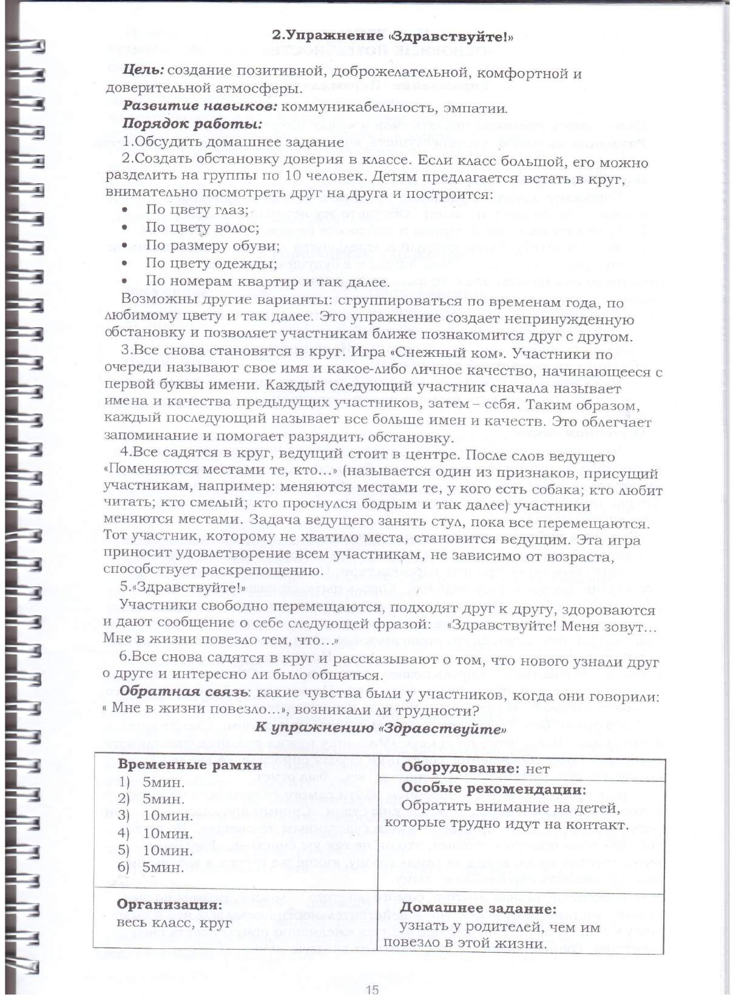 2.Упражнение «Здравствуйте!»
Цель: создание позитивной, доброжелательной, комфортной и
доверительной атмосферы.
Развитие навыков: коммуникабельность, эмпатии.
Порядок работы:
1.Обсудить домашнее задание
2.Создать обстановку доверия в классе. Если класс большой, его можно
разделить на группы по 10 человек. Детям предлагается встать в круг,
внимательно посмотреть друг на друга и построится:
• По цвету глаз;
• По цвету волос;
• По размеру обуви;
• По цвету одежды;
• По номерам квартир и так далее.
Возможны другие варианты: сгруппироваться по временам года, по
любимому цвету и так далее. Это упражнение создает непринужденную
обстановку и позволяет участникам ближе познакомится друг с другом.
3.Все снова становятся в круг. Игра «Снежный ком». Участники по
очереди называют свое имя и какое-либо личное качество, начинающееся с
первой буквы имени. Каждый следующий участник сначала называет
имена и качества предыдущих участников, затем – себя. Таким образом,
каждый последующий называет все больше имен и качеств. Это облегчает
запоминание и помогает разрядить обстановку.
4.Все садятся в круг, ведущий стоит в центре. После слов ведущего
«Поменяются местами те, кто...» (называется один из признаков, присущий
участникам, например: меняются местами те, у кого есть собака; кто любит
читать; кто смелый; кто проснулся бодрым и так далее) участники
меняются местами. Задача ведущего занять стул, пока все перемещаются.
Тот участник, которому не хватило места, становится ведущим. Эта игра
приносит удовлетворение всем участникам, не зависимо от возраста,
способствует раскрепощению.
5.«Здравствуйте!»
Участники свободно перемещаются, подходят друг к другу, здороваются
и дают сообщение о себе следующей фразой: «Здравствуйте! Меня зовут...
Мне в жизни повезло тем, что...»
6.Все снова садятся в круг и рассказывают о том, что нового узнали друг
о друге и интересно ли было общаться.
Обратная связь: какие чувства были у участников, когда они говорили:
« Мне в жизни повезло...», возникали ли трудности?
К упражнению «Здравствуйте»
Временные рамки
1) 5мин.
2) 5мин.
3) 10мин.
4) 10мин.
5) 10мин.
6) 5мин.
Оборудование: нет
Особые рекомендации:
Обратить внимание на детей,
которые трудно идут на контакт.
Организация:
весь класс, круг
Домашнее задание:
узнать у родителей, чем им
повезло в этой жизни.
15